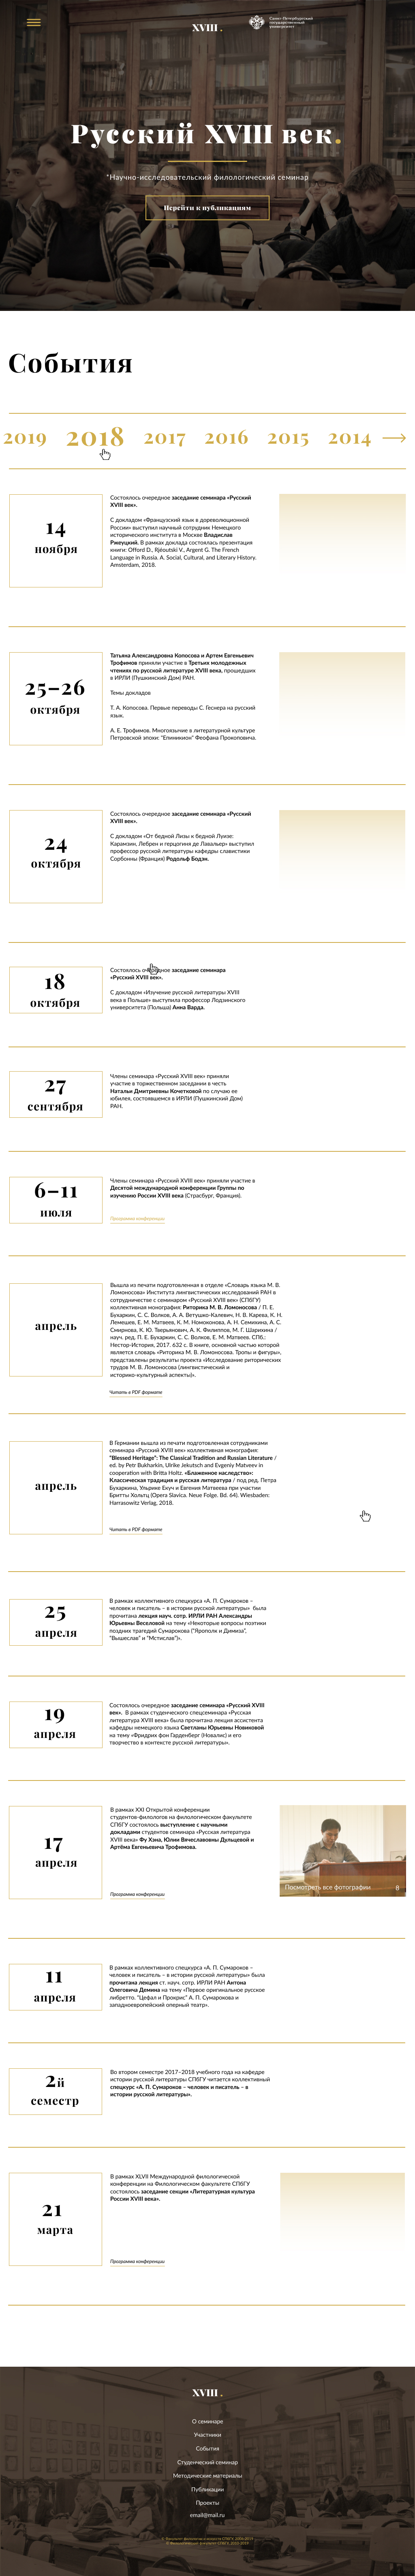 XVIII .
Санкт-Петербургский
государственный
университет
Русский XVIII век.
*Научно-исследовательский филологический семинар
Перейти к публикациям
События
2019 2018 2017 2016 2015 2014
14
ноября
Состоялось очередное заседание семинара «Русский
XVIII век».
С докладом «Французский язык в дореволюционной
России» выступил научный сотрудник Немецкого
исторического института в Москве Владислав
Ржеуцкий. В рамках доклада состоялась презентация
книги: Offord D., Rjéoutski V., Argent G. The French
Language in Russia. A. Social, Cultural, and Literary History.
Amsterdam, 2018.
25–26
октября
Татьяна Александровна Копосова и Артем Евгеньевич
Трофимов приняли участие в Третьих молодежных
чтениях по русской литературе XVIII века, прошедших
в ИРЛИ (Пушкинский Дом) РАН.
Темы докладов
Т. А. Копосова. Первые переводы С. Геснера на русский
язык.
А. Е. Трофимов. Многоязычие в литературной культуре
Петровской эпохи: "Епиникион" Феофана Прокоповича.
24
октября
Состоялось очередное заседание семинара «Русский
XVIII век».
С докладом «От бедной Лизы к бедной Луизе:
Карамзин, Жебрен и герцогиня де Лавальер» выступил
профессор русской литературы кафедры славистики
Сорбонны (Франция) Родольф Бодэн.
18
октября
Состоялось очередное заседание семинара
«Русский XVIII век».
С докладом «Изучение русской литературы XVIII
века в Польше» выступила профессор Лодзинского
университета (Польша) Анна Варда.
27
сентября
Члены семинара «Русский XVIII век» приняли
участие в торжественном заседании в честь
Натальи Дмитриевны Кочетковой по случаю ее
юбилея, состоявшемся в ИРЛИ (Пушкинский Дом)
РАН.
6–11
июля
Члены семинара «Русский XVIII век» приняли участие в
Десятой международной конференции Группы по
изучению России XVIII века (Страсбург, Франция).
Программа конференции
апрель
Вышла из печати подготовленная в отделе «Словарь языка М. В.
Ломоносова» Института лингвистических исследований РАН в
сотрудничестве с семинаром «Русский XVIII век» (СПбГУ)
коллективная монография: Риторика М. В. Ломоносова / П. Е.
Бухаркин, С. С. Волков, А. А. Ветушко-Калевич, Н. В. Карева, К. Н.
Лемешев, Е. М. Матвеев, К. М. Номоконова, А. Н. Семихина, А. С.
Смирнова, К. Ю. Тверьянович, А. К. Филиппов, М. Г. Шарихина /
науч. ред. П. Е. Бухаркин, С. С. Волков, Е. М. Матвеев. СПб.:
Нестор-История, 2017. 632 с. В книге, основной частью которой
является словарь «Риторика М. В. Ломоносова. Тропы и фигуры»,
представлены результаты проекта «Исследование риторических
трудов М. В. Ломоносова (лингвистический и
историко-культурный аспекты)».
Читать в PDF формате
апрель
В Германии вышла из печати подготовленная сотрудниками
семинара «Русский XVIII век» коллективная монография:
"Blessed Heritage": The Classical Tradition and Russian Literature /
ed. by Petr Bukharkin, Ulrike Jekutsch and Evgeniy Matveev in
cooperation with Britta Holtz. «Блаженное наследство»:
Классическая традиция и русская литература / под ред. Петра
Бухаркина, Ульрике Екуч и Евгения Матвеева при участии
Бритты Хольтц (Opera Slavica. Neue Folge. Bd. 64). Wiesbaden:
Harrasowitz Verlag, 2018.
Читать в PDF формате
25
апреля
В рамках коллективного спецкурса «А. П. Сумароков –
человек и писатель – в истории русской литературы» была
прочитана лекция науч. сотр. ИРЛИ РАН Александры
Юрьевны Веселовой на тему «Некоторые вопросы поэтики
поздних трагедий Сумарокова ("Ярополк и Димиза",
"Вышеслав" и "Мстислав")».
19
апреля
Состоялось очередное заседание семинара «Русский XVIII
век». В рамках студенческого спецсеминара «Русская
литература XVIII века» была прочитана лекция ассистента
кафедры немецкого языка Светланы Юрьевны Новиковой
на тему «Фридрих фон Гарденберг (Новалис) и его
творчество в контексте русской литературы».
17
апреля
В рамках XXI Открытой конференции
студентов-филологов на филологическом факультете
СПбГУ состоялось выступление с научными
докладами студентов семинара «Русская литература
XVIII века» Фу Хэна, Юлии Вячеславовны Дульцевой и
Артёма Евгеньевича Трофимова.
Программа конференции
Посмотреть все фотографии 8
11
апреля
В рамках коллективного спецкурса «А. П. Сумароков –
человек и писатель – в истории русской литературы» была
прочитана лекция ст. науч. сотр. ИРЛИ РАН Антона
Олеговича Демина на тему «Первое оригинальное русское
либретто. "Цефал и Прокрис" А. П. Сумарокова и
западноевропейский оперный театр».
2й
семестр
Во втором семестре 2017–2018 учебного года на кафедре
истории русской литературы СПбГУ читается коллективный
спецкурс «А. П. Сумароков – человек и писатель – в
истории русской литературы».
21
марта
В рамках XLVII Международной филологической
конференции на Филологическом факультете СПбГУ
состоялось заседание секции «Литературная культура
России XVIII века».
Программа конференции
XVIII .
О семинаре
Участники
События
Студенческий семинар
Методические материалы
Публикации
Проекты
email@mail.ru